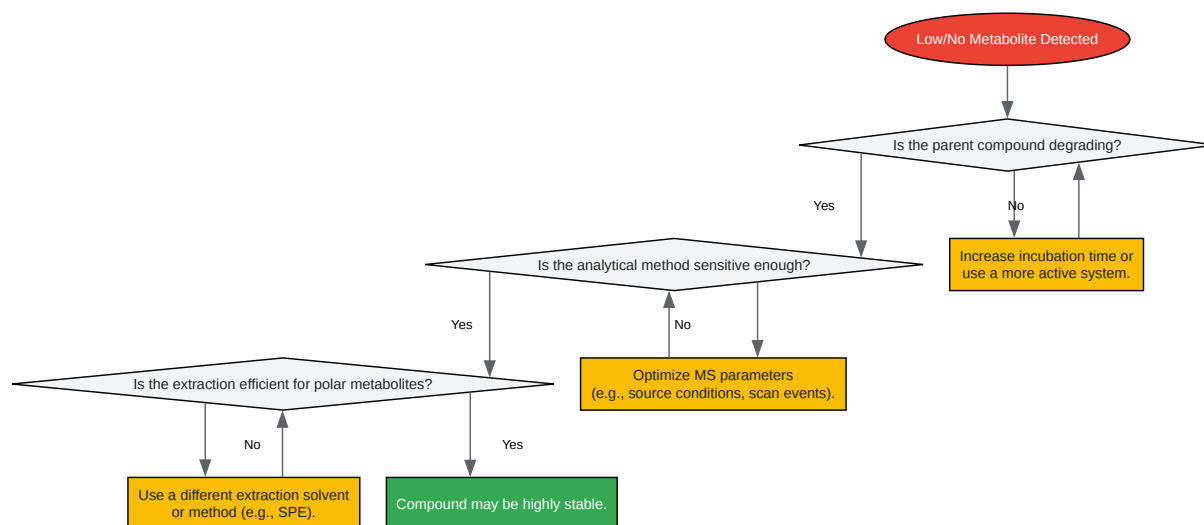 Low/No Metabolite Detected
Is the parent compound degrading?
Yes
No
Increase incubation time or
use a more active system.
Is the analytical method sensitive enough?
Yes
No
Optimize MS parameters
(e.g., source conditions, scan events).
Is the extraction efficient for polar metabolites?
No
Yes
Use a different extraction solvent
or method (e.g., SPE).
Compound may be highly stable.